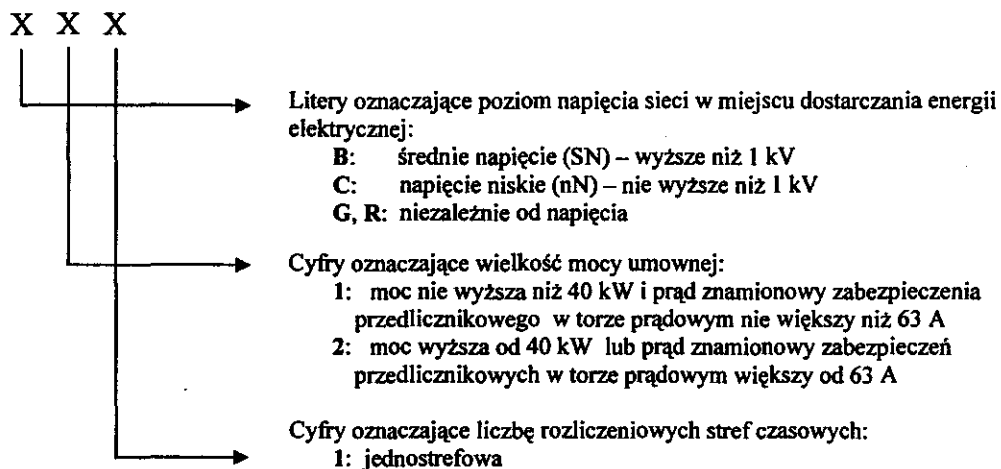 X X X
Litery oznaczające poziom napięcia sieci w miejscu dostarczania energii
elektrycznej:
B: średnie napięcie (SN) – wyższe niż 1 kV
C: napięcie niskie (nN) – nie wyższe niż 1 kV
G, R: niezależnie od napięcia
Cyfry oznaczające wielkość mocy umownej:
1: moc nie wyższa niż 40 kW i prąd znamionowy zabezpieczenia
przedlicznikowego w torze prądowym nie większy niż 63 A
2: moc wyższa od 40 kW lub prąd znamionowy zabezpieczeń
przedlicznikowych w torze prądowym większy od 63 A
Cyfry oznaczające liczbę rozliczeniowych stref czasowych:
1: jednostrefowa